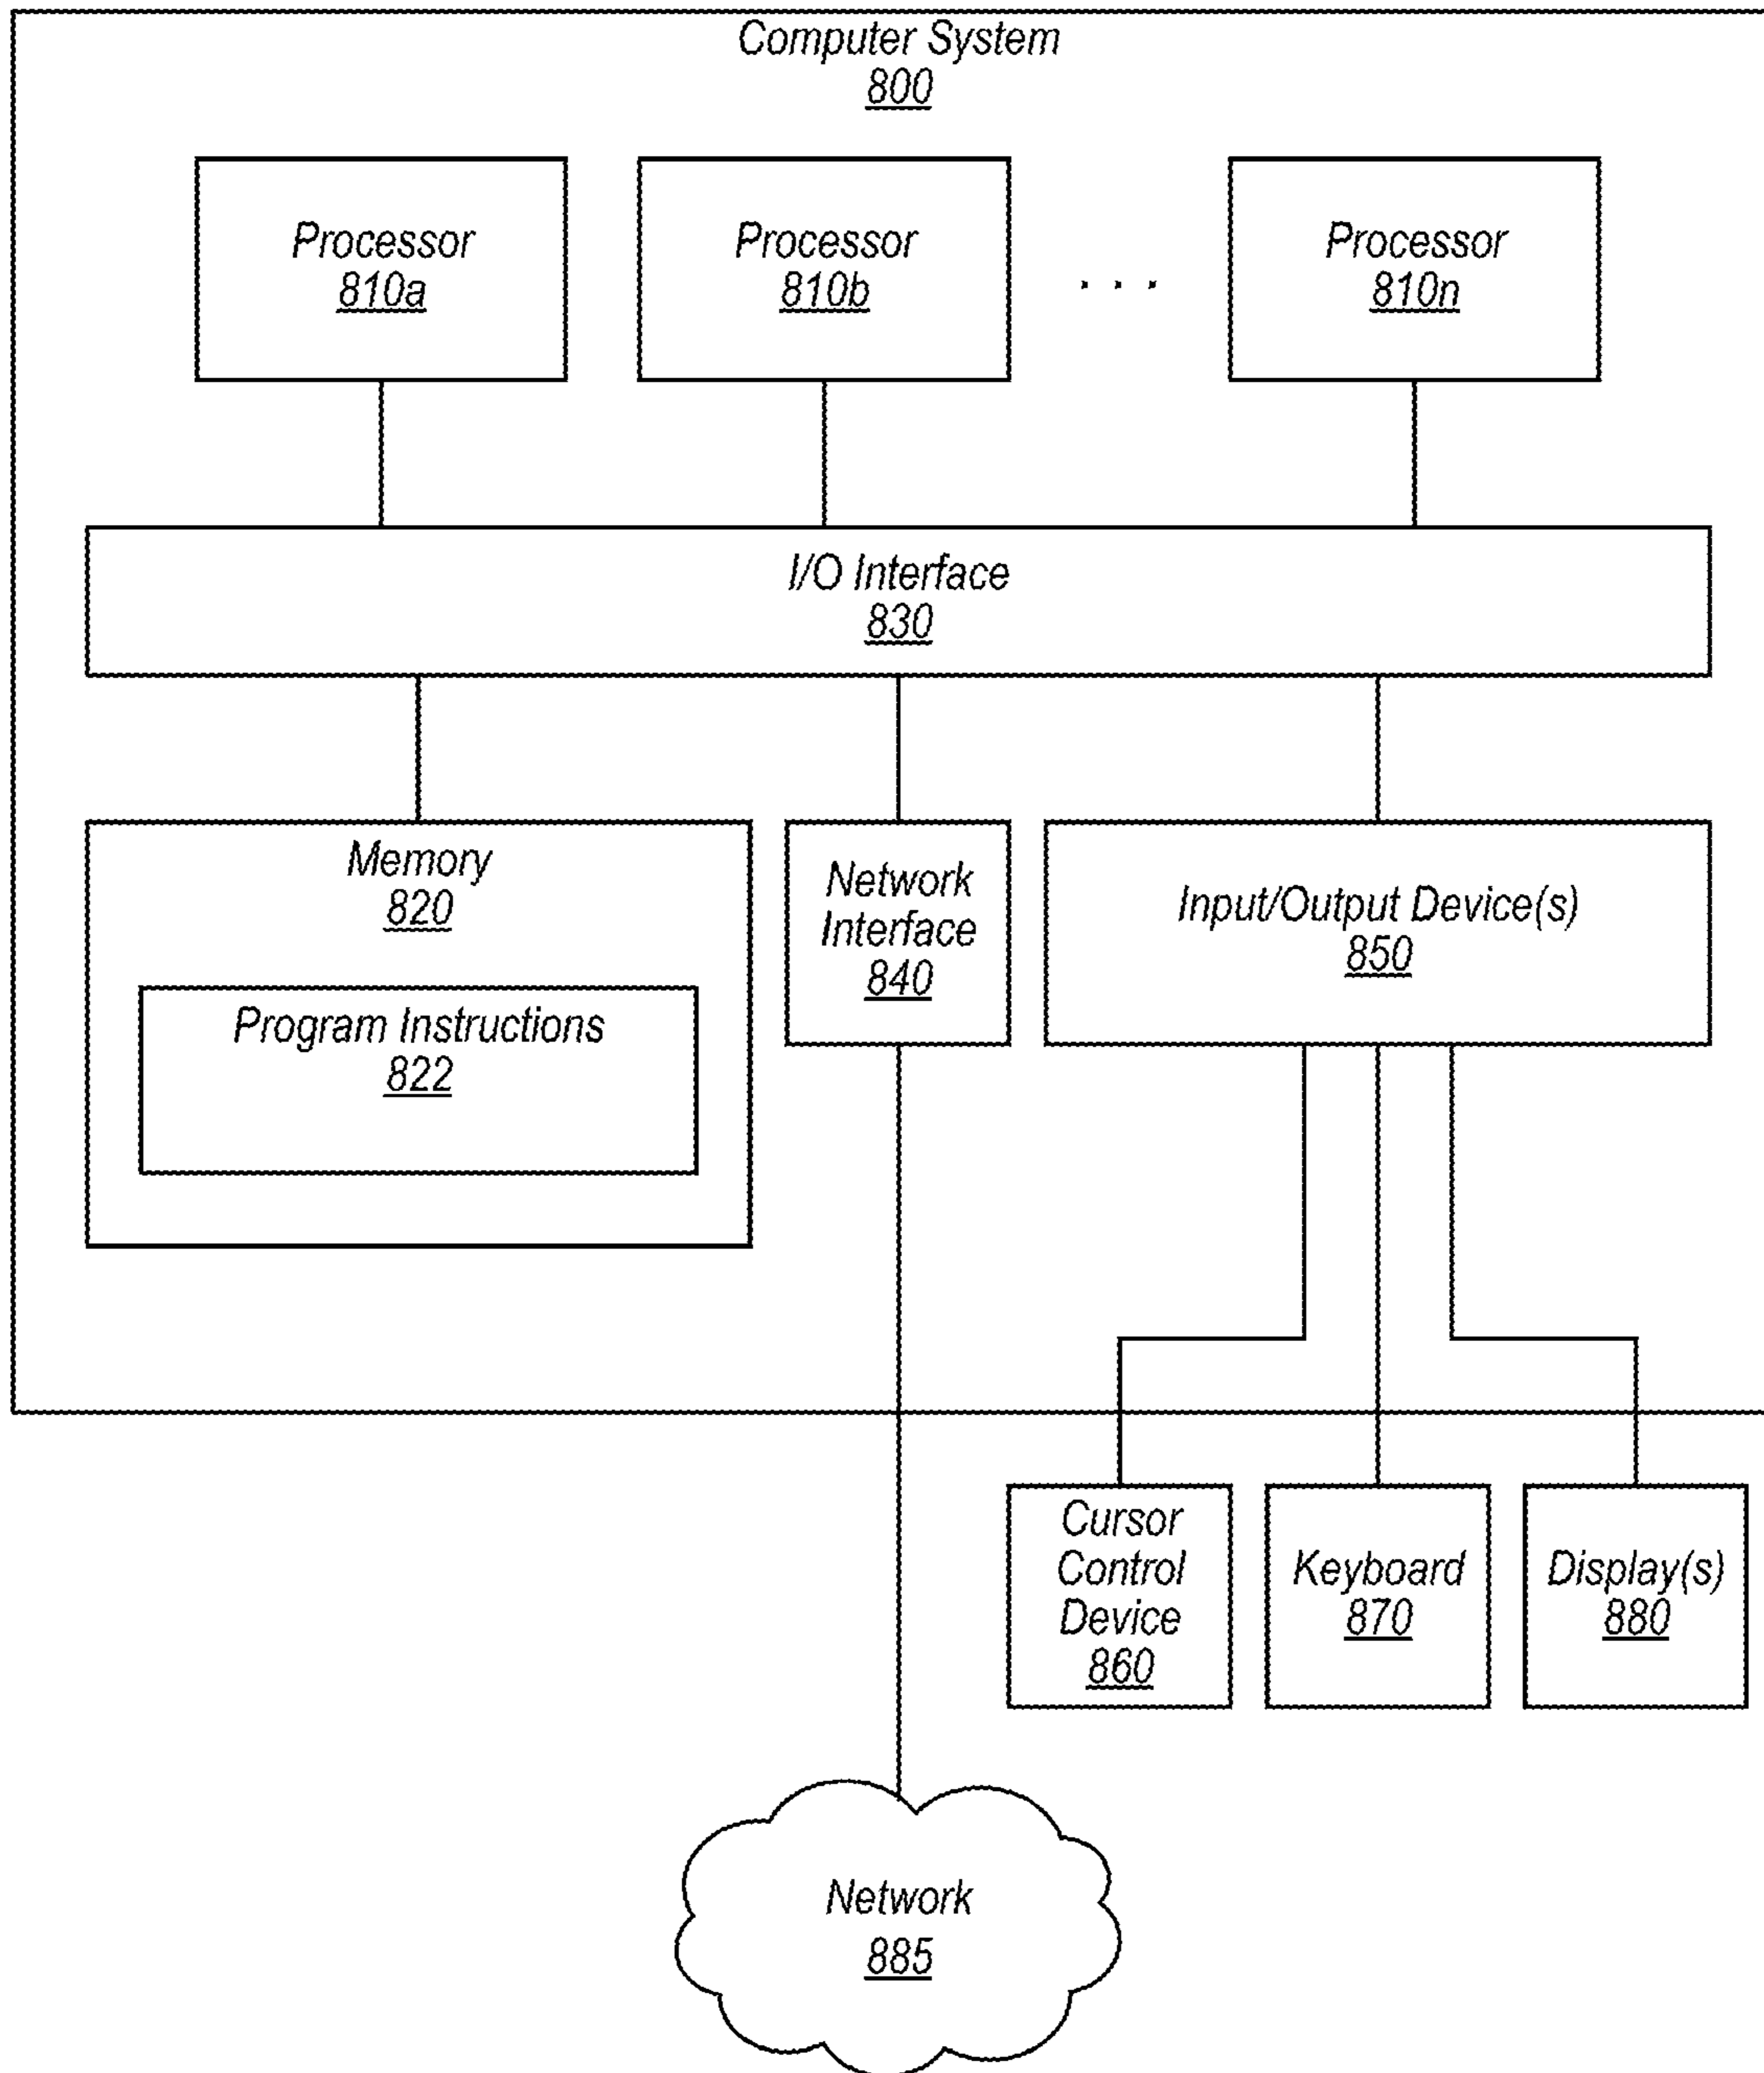 Computer System
800
Processor
810a
Processor
810b
. . .
Processor
810n
I/O Interface
830
Memory
820
Program Instructions
822
Network
Interface
840
Input/Output Device(s)
850
Cursor
Control
Device
860
Keyboard
870
Display(s)
880
Network
885